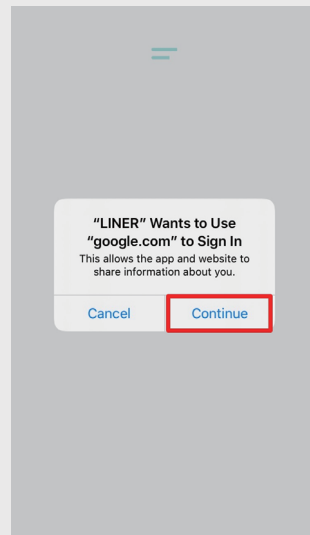 “LINER” Wants to Use
“google.com” to Sign In
This allows the app and website to
share information about you.
Cancel
Continue